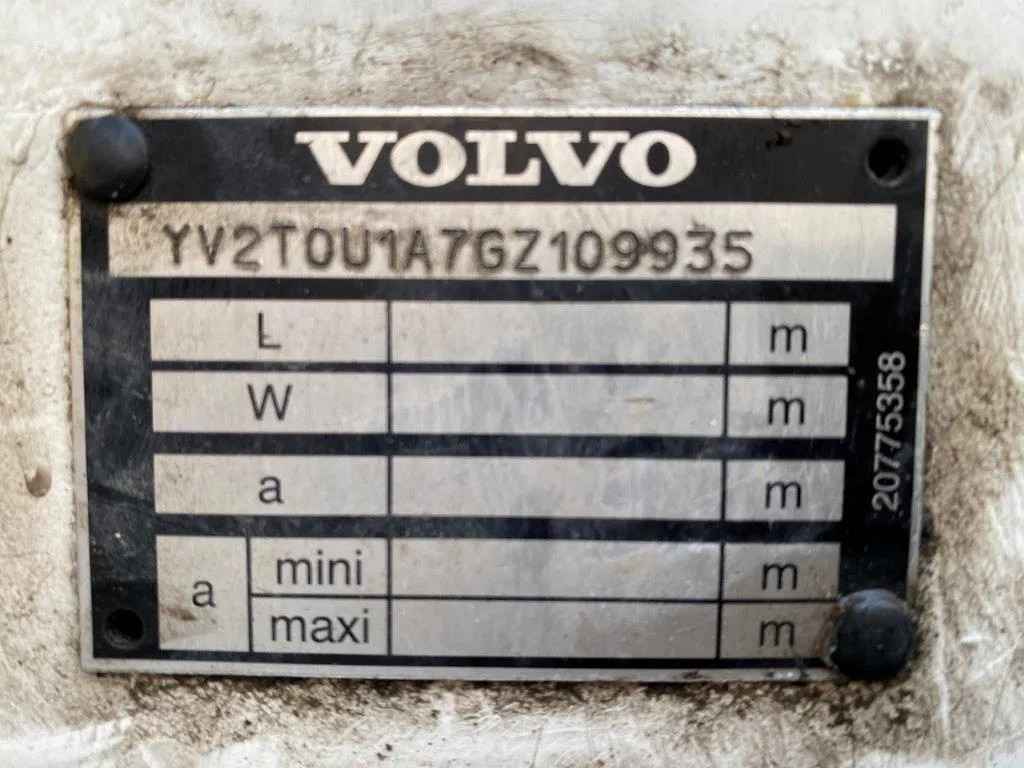 VOLVO
YV2T0U1A7GZ109935
L m
W m
a m
a mini m
maxi m
20775358